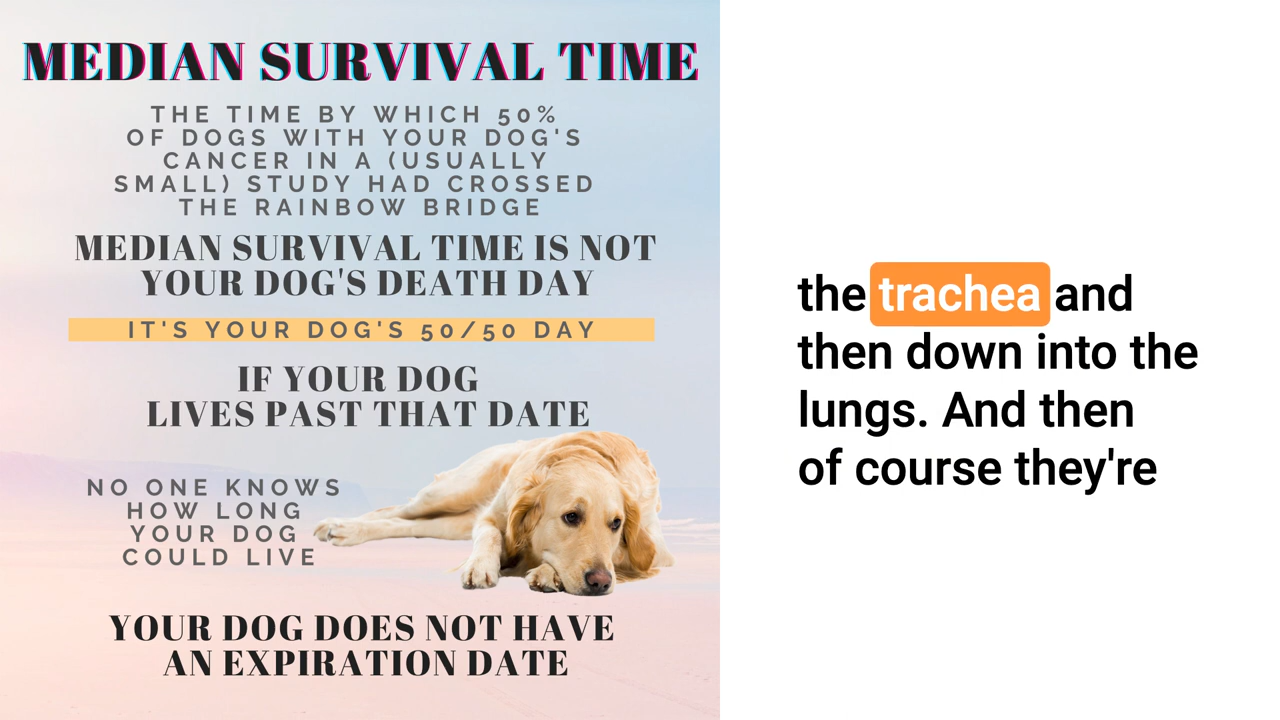 MEDIAN SURVIVAL TIME
THE TIME BY WHICH 50%
OF DOGS WITH YOUR DOG'S
CANCER IN A (USUALLY
SMALL) STUDY HAD CROSSED
THE RAINBOW BRIDGE
MEDIAN SURVIVAL TIME IS NOT
YOUR DOG'S DEATH DAY
IT'S YOUR DOG'S 50/50 DAY
IF YOUR DOG
LIVES PAST THAT DATE
NO ONE KNOWS
HOW LONG
YOUR DOG
COULD LIVE
YOUR DOG DOES NOT HAVE
AN EXPIRATION DATE
the trachea and
then down into the
lungs. And then
of course they're